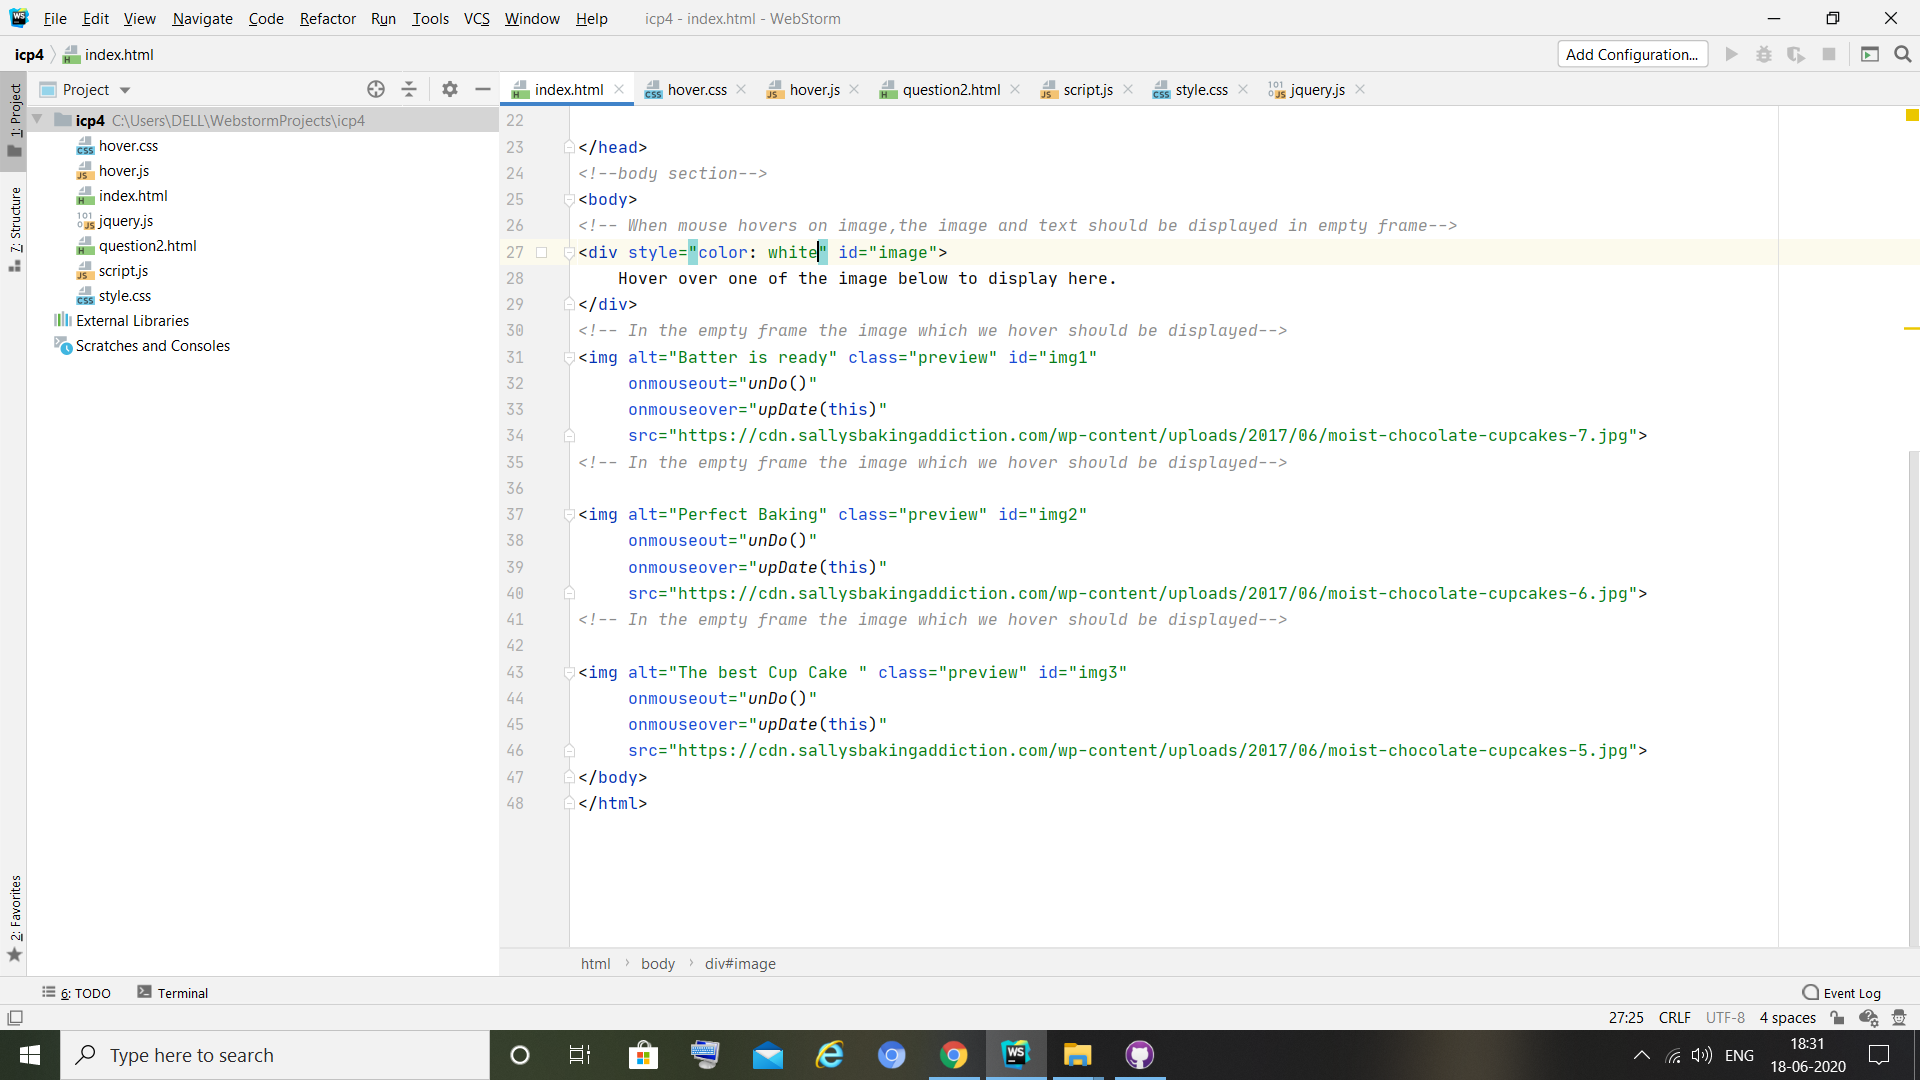 File Edit View Navigate Code Refactor Run Tools VCS Window Help icp4 - index.html - WebStorm
icp4 index.html Add Configuration...
1: Project
7: Structure
2: Favorites
Project
icp4 C:\Users\DELL\WebstormProjects\icp4
hover.css
hover.js
index.html
jquery.js
question2.html
script.js
style.css
External Libraries
Scratches and Consoles
index.html hover.css hover.js question2.html script.js style.css jquery.js
22
23 </head>
24 <!--body section-->
25 <body>
26 <!-- When mouse hovers on image,the image and text should be displayed in empty frame-->
27 <div style="color: white" id="image">
28 Hover over one of the image below to display here.
29 </div>
30 <!-- In the empty frame the image which we hover should be displayed-->
31 <img alt="Batter is ready" class="preview" id="img1"
32 onmouseout="unDo()"
33 onmouseover="upDate(this)"
34 src="https://cdn.sallysbakingaddiction.com/wp-content/uploads/2017/06/moist-chocolate-cupcakes-7.jpg">
35 <!-- In the empty frame the image which we hover should be displayed-->
36
37 <img alt="Perfect Baking" class="preview" id="img2"
38 onmouseout="unDo()"
39 onmouseover="upDate(this)"
40 src="https://cdn.sallysbakingaddiction.com/wp-content/uploads/2017/06/moist-chocolate-cupcakes-6.jpg">
41 <!-- In the empty frame the image which we hover should be displayed-->
42
43 <img alt="The best Cup Cake " class="preview" id="img3"
44 onmouseout="unDo()"
45 onmouseover="upDate(this)"
46 src="https://cdn.sallysbakingaddiction.com/wp-content/uploads/2017/06/moist-chocolate-cupcakes-5.jpg">
47 </body>
48 </html>
html › body › div#image
6: TODO Terminal Event Log
27:25 CRLF UTF-8 4 spaces
Type here to search
ENG
18:31
18-06-2020